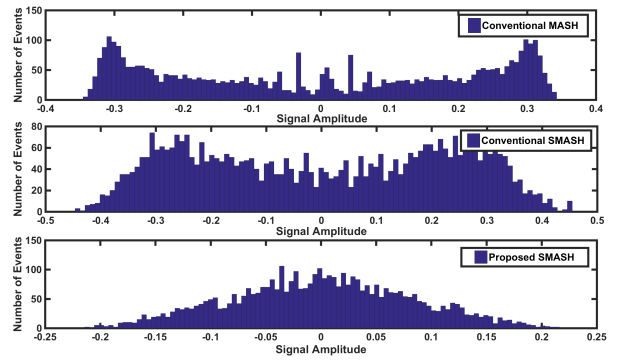 150
Conventional MASH
100
50
0
Number of Events
-0.4 -0.3 -0.2 -0.1 0 0.1 0.2 0.3 0.4
Signal Amplitude
80
Conventional SMASH
60
40
20
0
Number of Events
-0.5 -0.4 -0.3 -0.2 -0.1 0 0.1 0.2 0.3 0.4 0.5
Signal Amplitude
150
Proposed SMASH
100
50
0
Number of Events
-0.25 -0.2 -0.15 -0.1 -0.05 0 0.05 0.1 0.15 0.2 0.25
Signal Amplitude